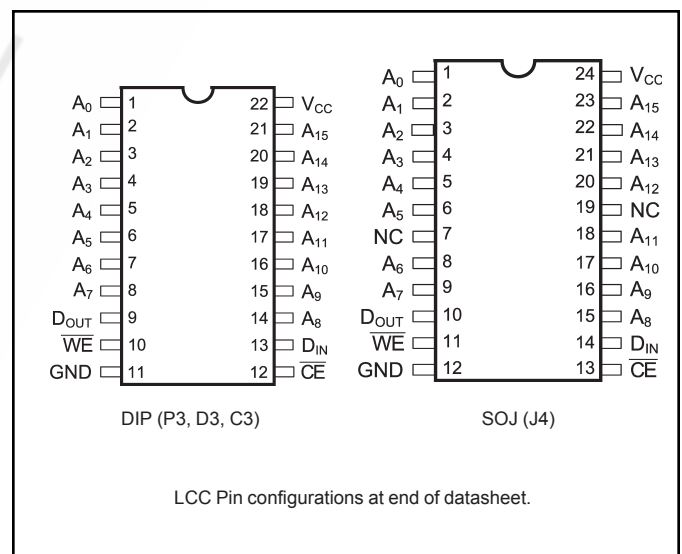 A0 1 22 VCC
A1 2 21 A15
A2 3 20 A14
A3 4 19 A13
A4 5 18 A12
A5 6 17 A11
A6 7 16 A10
A7 8 15 A9
DOUT 9 14 A8
WE 10 13 DIN
GND 11 12 CE
DIP (P3, D3, C3)
A0 1 24 VCC
A1 2 23 A15
A2 3 22 A14
A3 4 21 A13
A4 5 20 A12
A5 6 19 NC
NC 7 18 A11
A6 8 17 A10
A7 9 16 A9
DOUT 10 15 A8
WE 11 14 DIN
GND 12 13 CE
SOJ (J4)
LCC Pin configurations at end of datasheet.